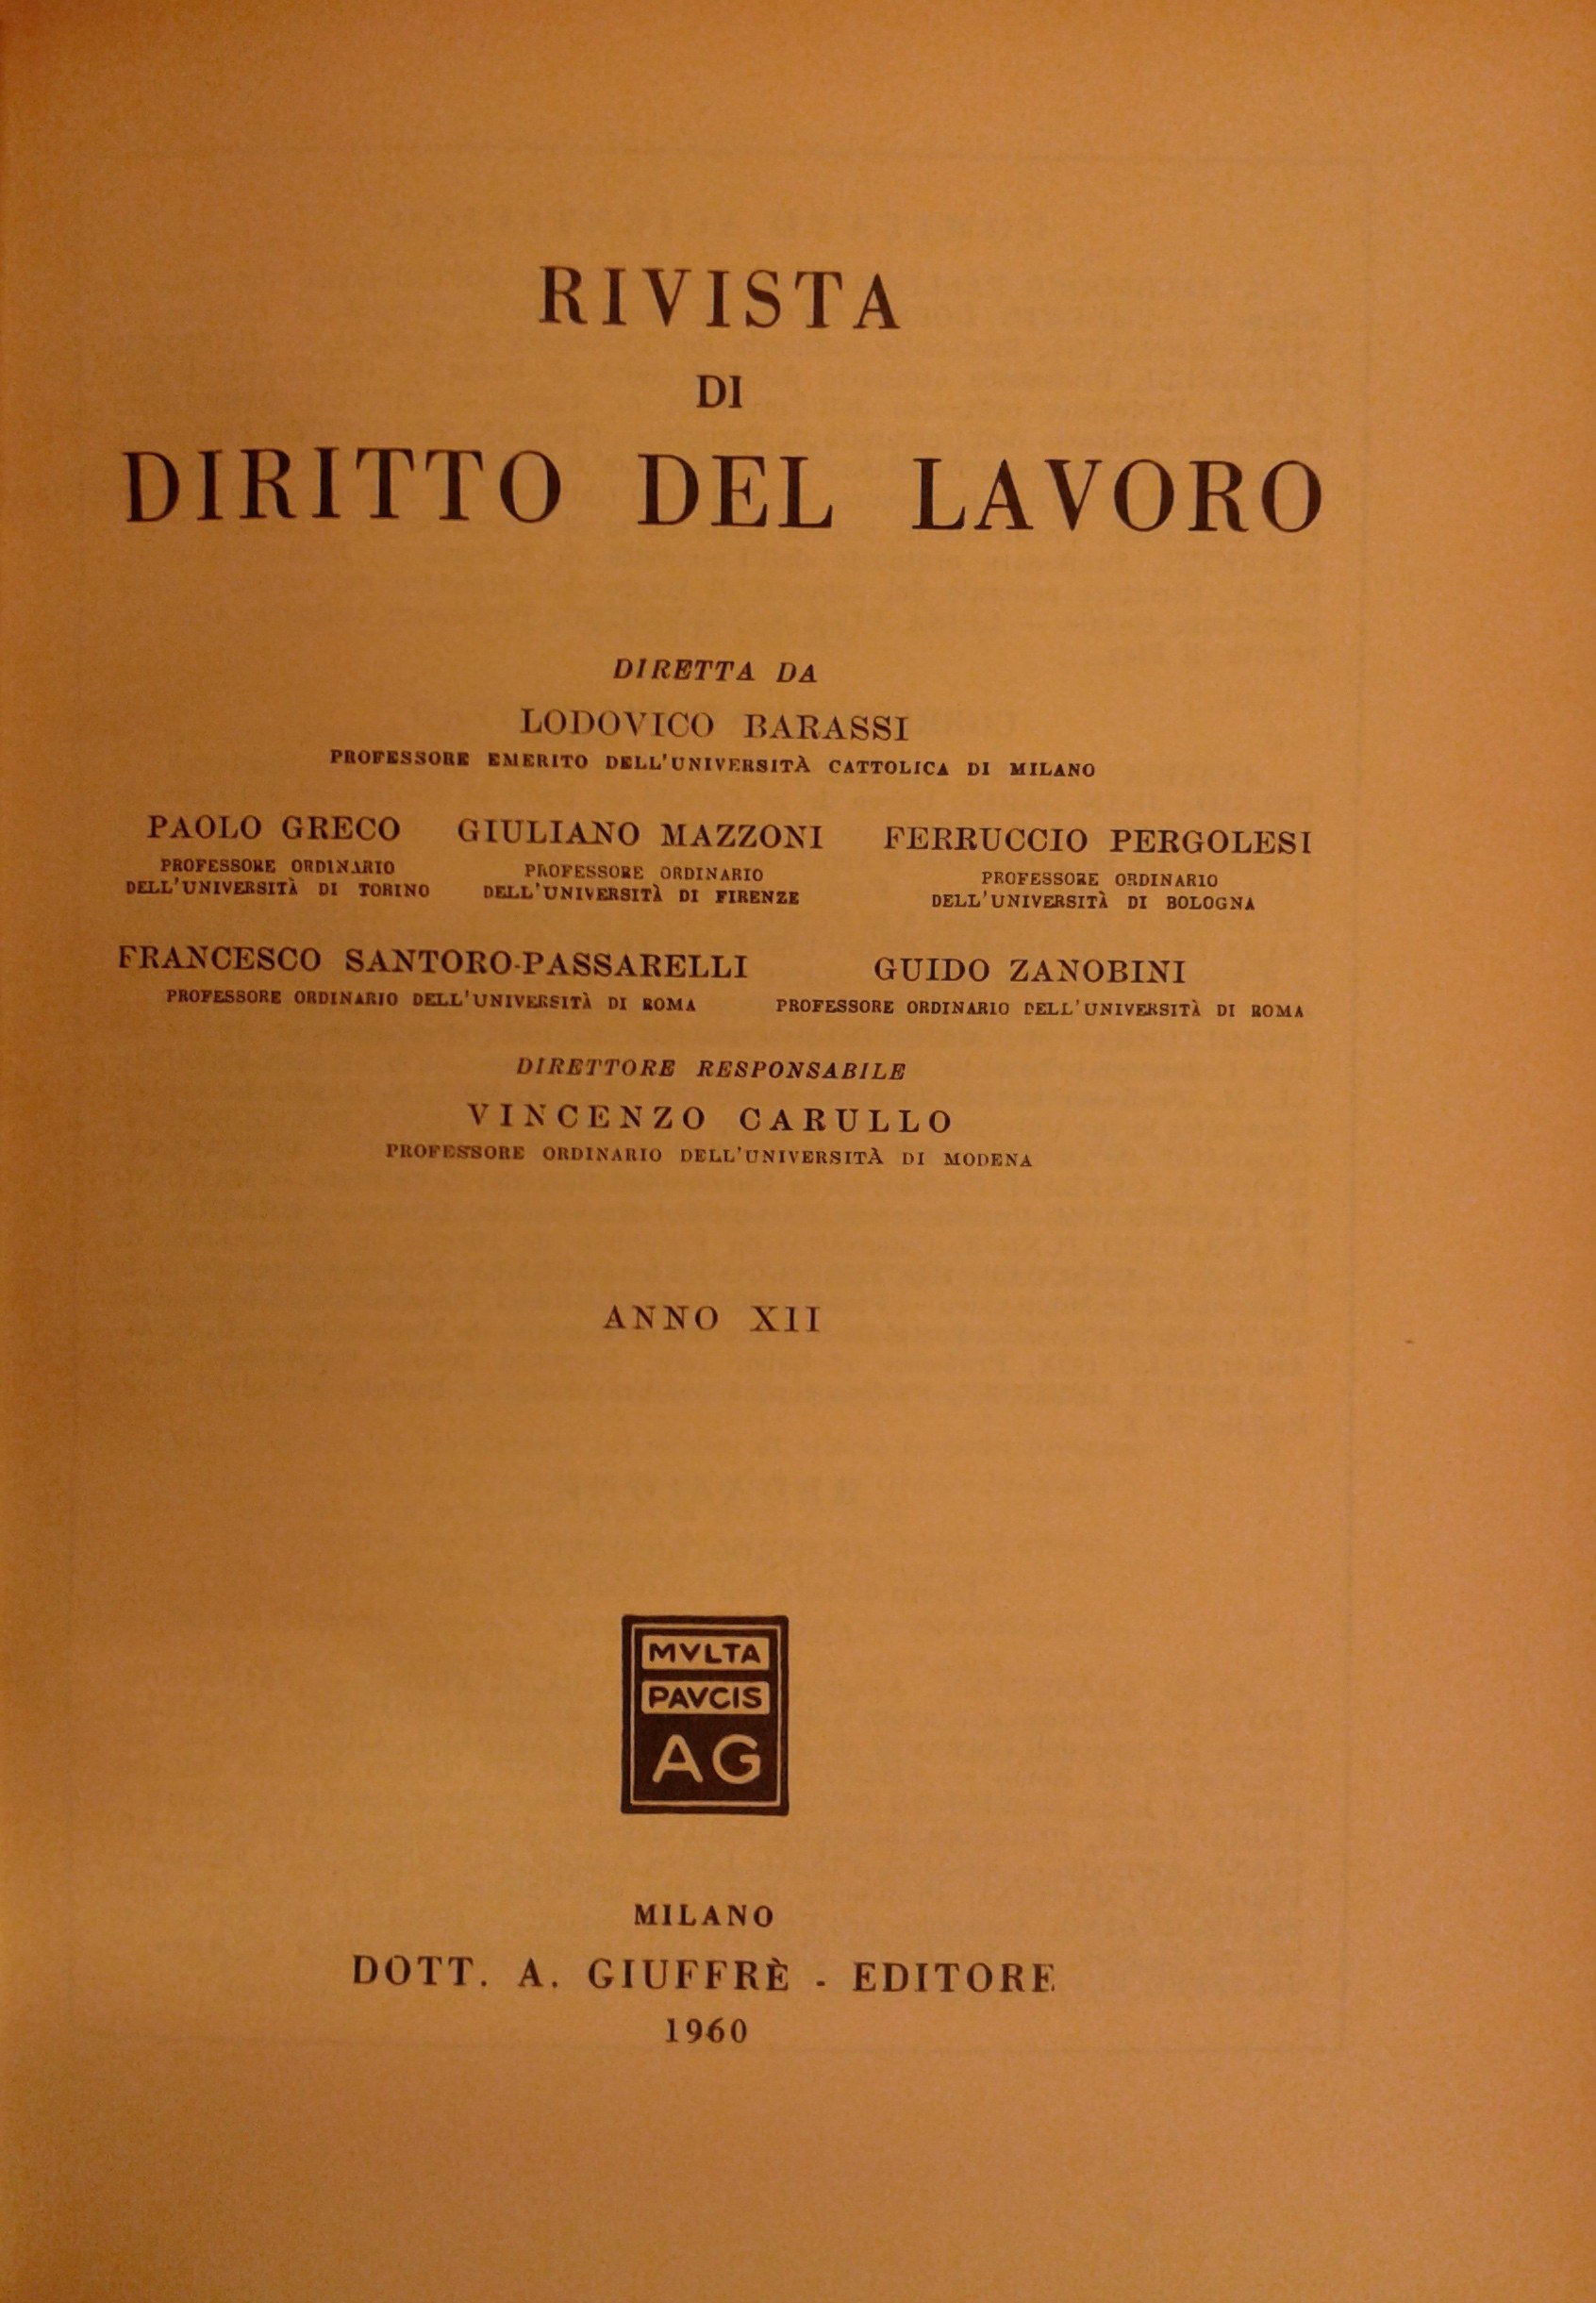 RIVISTA
DI
DIRITTO DEL LAVORO
DIRETTA DA
LODOVICO BARASSI
PROFESSORE EMERITO DELL'UNIVERSITÀ CATTOLICA DI MILANO
PAOLO GRECO GIULIANO MAZZONI FERRUCCIO PERGOLESI
PROFESSORE ORDINARIO PROFESSORE ORDINARIO PROFESSORE ORDINARIO
DELL'UNIVERSITÀ DI TORINO DELL'UNIVERSITÀ DI FIRENZE DELL'UNIVERSITÀ DI BOLOGNA
FRANCESCO SANTORO-PASSARELLI GUIDO ZANOBINI
PROFESSORE ORDINARIO DELL'UNIVERSITÀ DI ROMA PROFESSORE ORDINARIO DELL'UNIVERSITÀ DI ROMA
DIRETTORE RESPONSABILE
VINCENZO CARULLO
PROFESSORE ORDINARIO DELL'UNIVERSITÀ DI MODENA
ANNO XII
MVLTA
PAVCIS
AG
MILANO
DOTT. A. GIUFFRÈ - EDITORE
1960